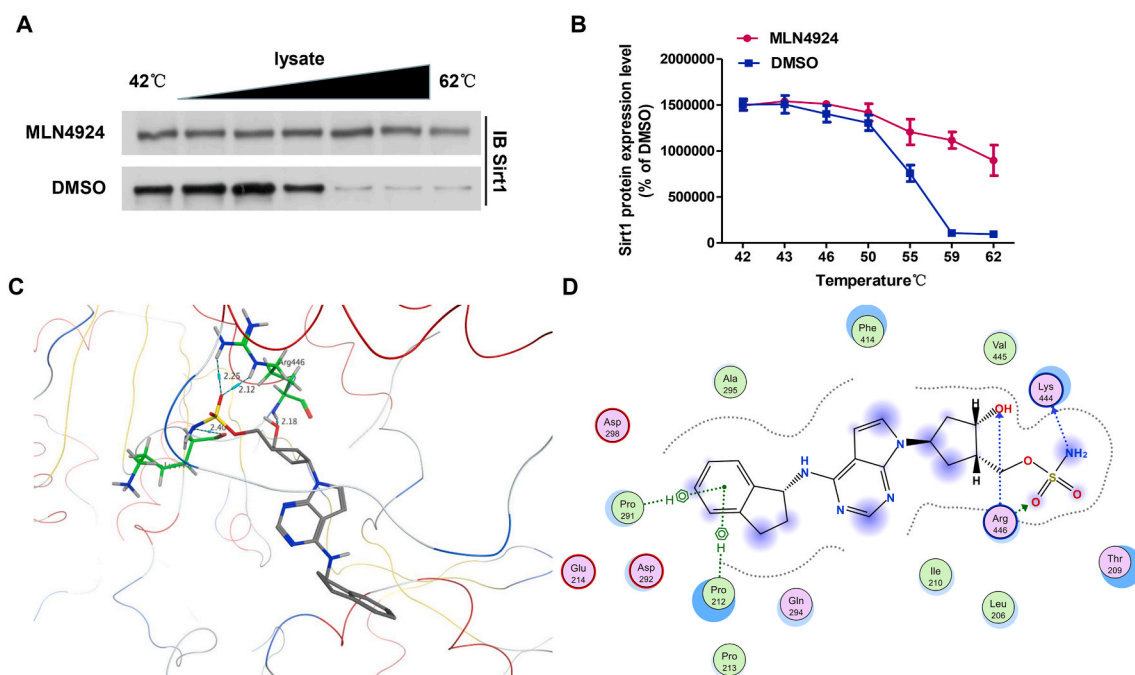 A
lysate
42℃
62℃
MLN4924
DMSO
IB Sirt1
B
MLN4924
DMSO
2000000
1500000
1000000
500000
0
Sirt1 protein expression level
(% of DMSO)
42 43 46 50 55 59 62
Temperature℃
C
Arg446
2.25
2.12
2.18
2.40
D
Phe
414
Val
445
Ala
295
Lys
444
Asp
298
H
OH
H
N
N
NH₂
O
S
O
O
H
N
N
Pro
291
H
H
Arg
446
Glu
214
Asp
292
Pro
212
Gln
294
Ile
210
Thr
209
Leu
206
Pro
213